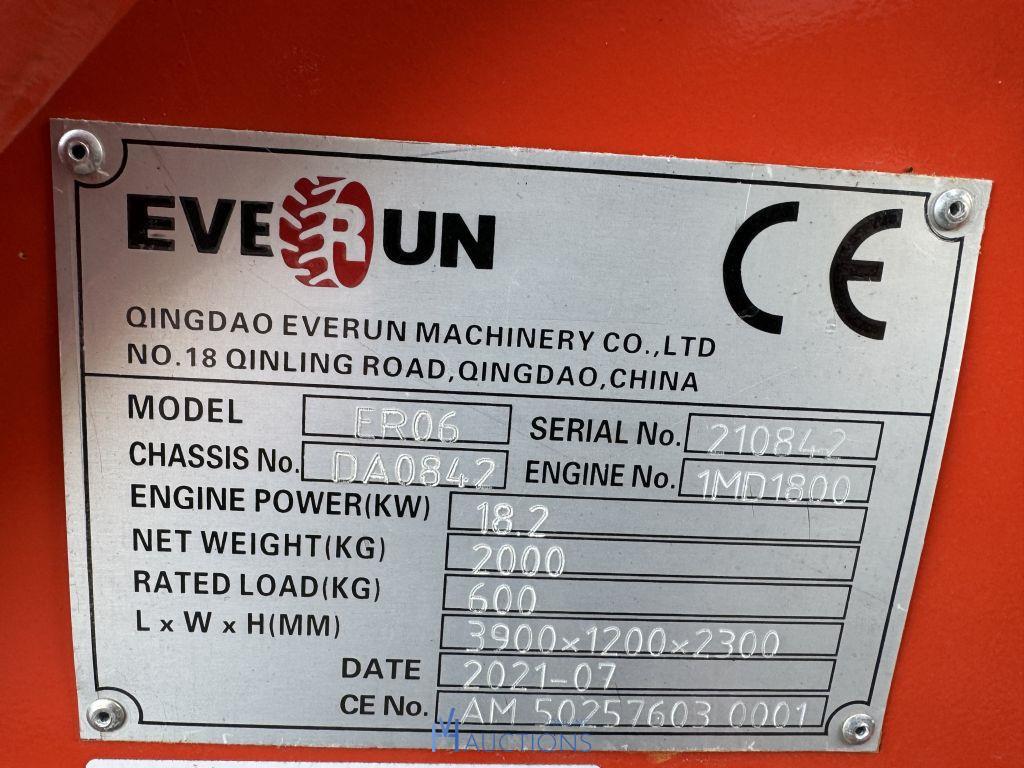 EVERUN CE
QINGDAO EVERUN MACHINERY CO.,LTD
NO.18 QINLING ROAD,QINGDAO,CHINA
MODEL ER06 SERIAL No. 210842
CHASSIS No. DA0842 ENGINE No. 1MD1800
ENGINE POWER(KW) 18.2
NET WEIGHT(KG) 2000
RATED LOAD(KG) 600
L x W x H(MM) 3900×1200×2300
DATE 2021-07
CE No. AM 50257603 0001
AUCTIONS